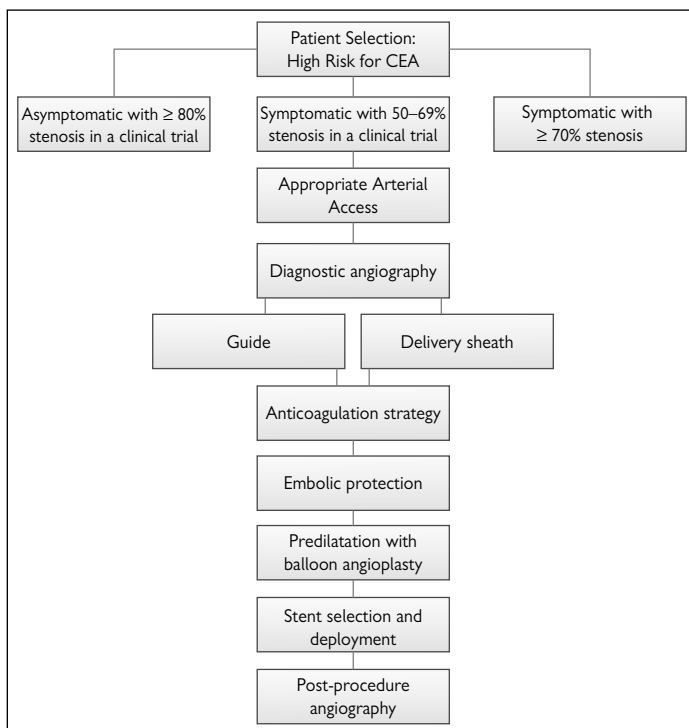 Patient Selection:
High Risk for CEA
Asymptomatic with ≥ 80%
stenosis in a clinical trial
Symptomatic with 50–69%
stenosis in a clinical trial
Symptomatic with
≥ 70% stenosis
Appropriate Arterial
Access
Diagnostic angiography
Guide
Delivery sheath
Anticoagulation strategy
Embolic protection
Predilatation with
balloon angioplasty
Stent selection and
deployment
Post-procedure
angiography